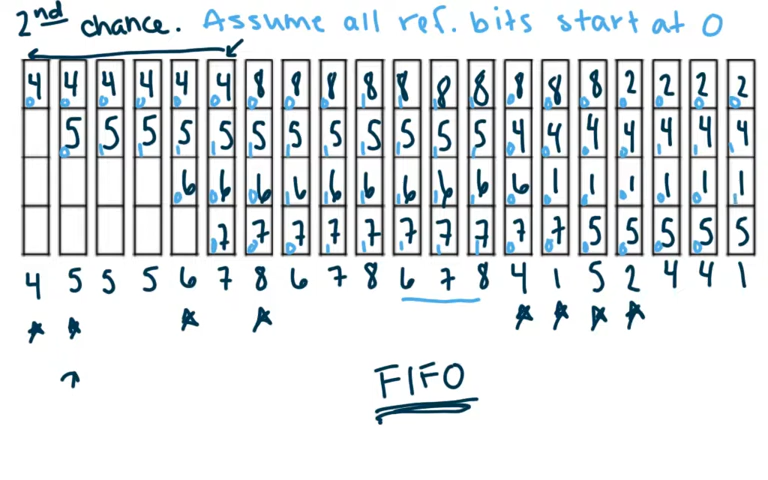 2nd chance. Assume all ref. bits start at 0
4 4 4 4 4 4 8 8 8 8 8 8 8 8 8 8 2 2 2 2
5 5 5 5 5 5 5 5 5 5 5 5 4 4 4 4 4 4 4
6 6 6 6 6 6 6 6 6 6 1 1 1 1 1 1
7 7 7 7 7 7 7 7 7 7 5 5 5 5 5
4 5 5 5 6 7 8 6 7 8 6 7 8 4 1 5 2 4 4 1
FIFO